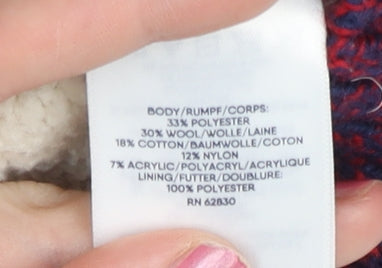 BODY/RUMPF/CORPS:
33% POLYESTER
30% WOOL/WOLLE/LAINE
18% COTTON/BAUMWOLLE/COTON
12% NYLON
7% ACRYLIC/POLYACRYL/ACRYLIQUE
LINING/FUTTER/DOUBLURE:
100% POLYESTER
RN 62830